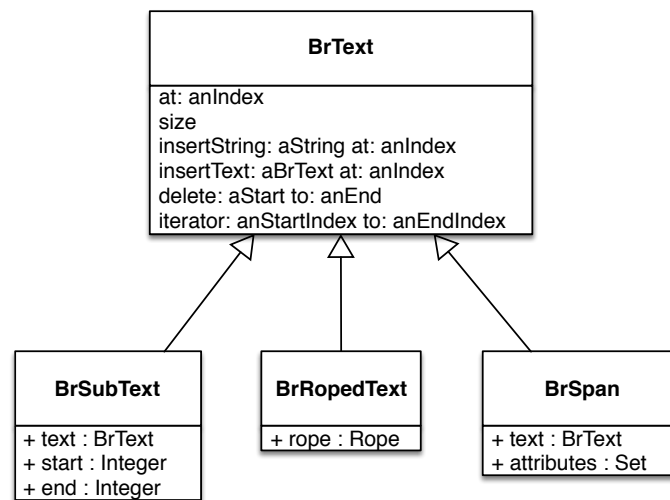 BrText
at: anIndex
size
insertString: aString at: anIndex
insertText: aBrText at: anIndex
delete: aStart to: anEnd
iterator: anStartIndex to: anEndIndex
BrSubText
+ text : BrText
+ start : Integer
+ end : Integer
BrRopedText
+ rope : Rope
BrSpan
+ text : BrText
+ attributes : Set